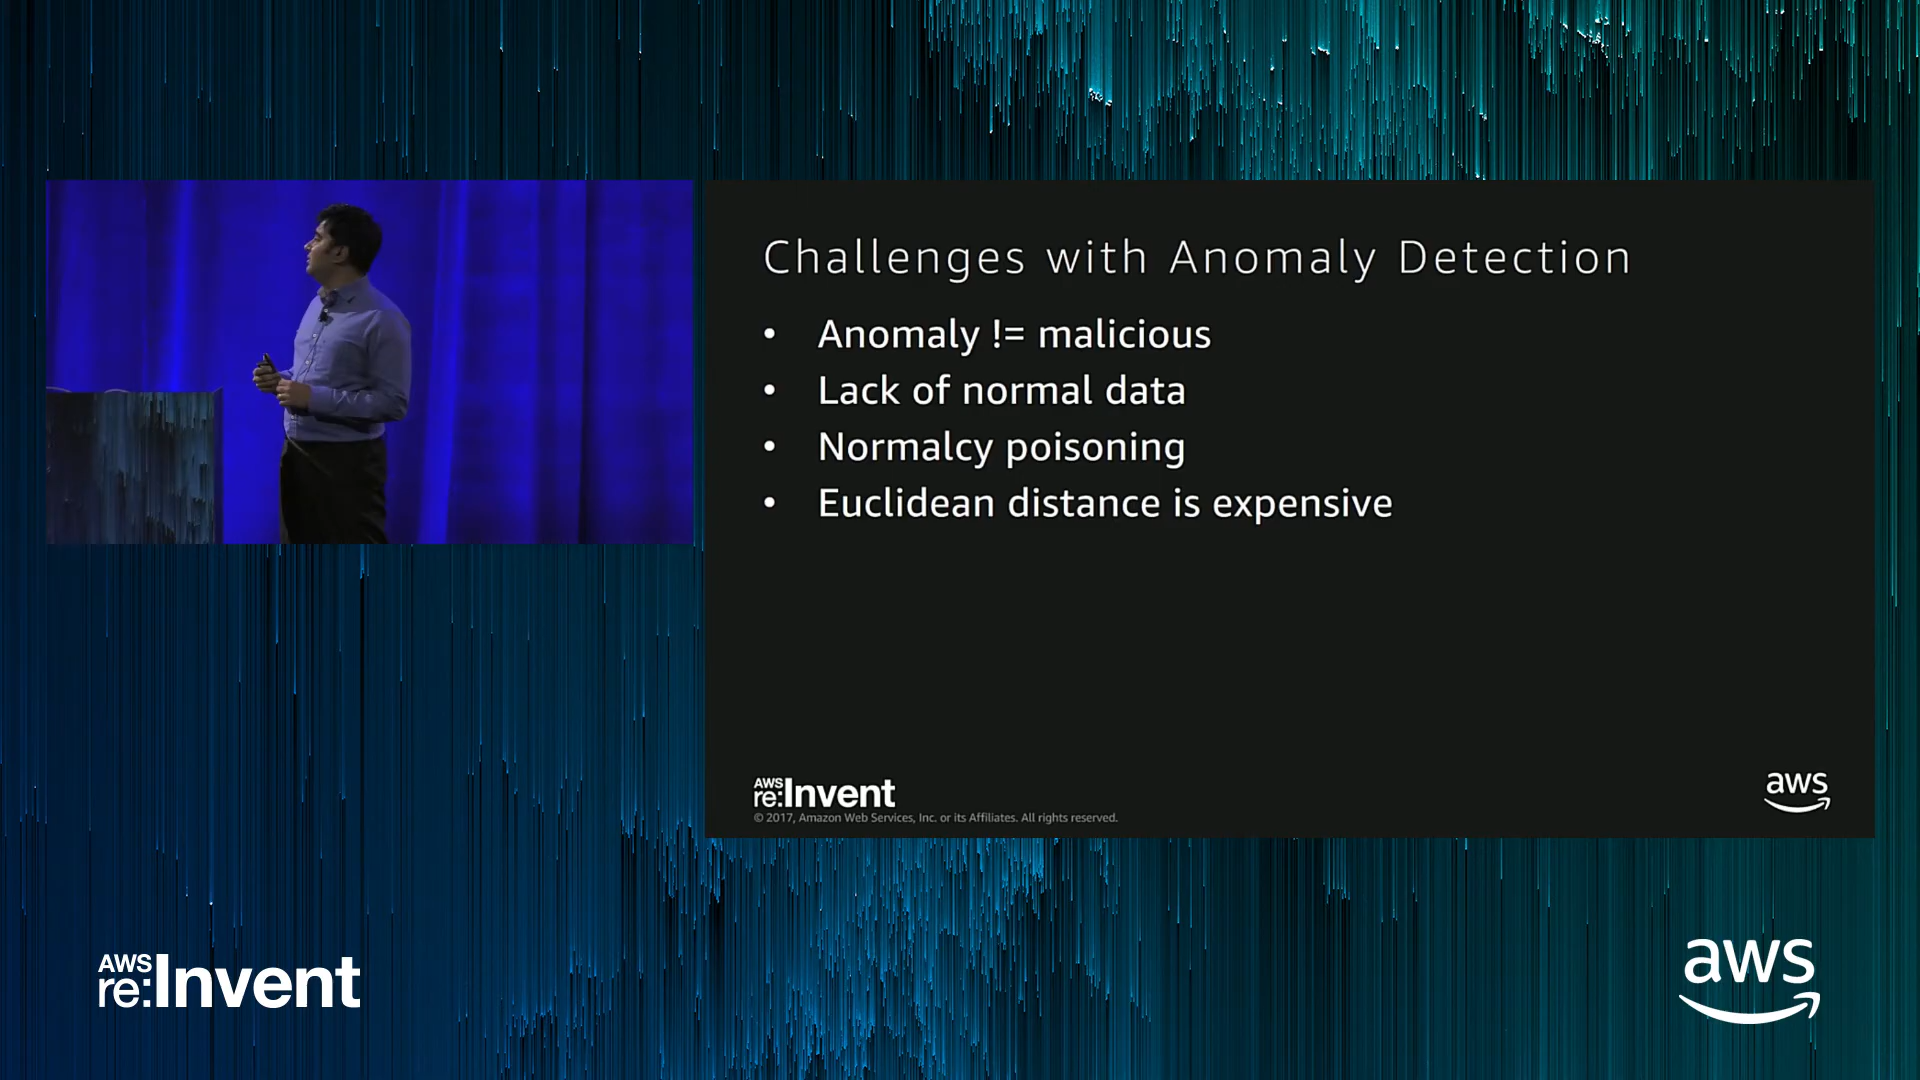 Challenges with Anomaly Detection
• Anomaly != malicious
• Lack of normal data
• Normalcy poisoning
• Euclidean distance is expensive
AWS
re:Invent
© 2017, Amazon Web Services, Inc. or its Affiliates. All rights reserved.
aws
AWS
re:Invent
aws